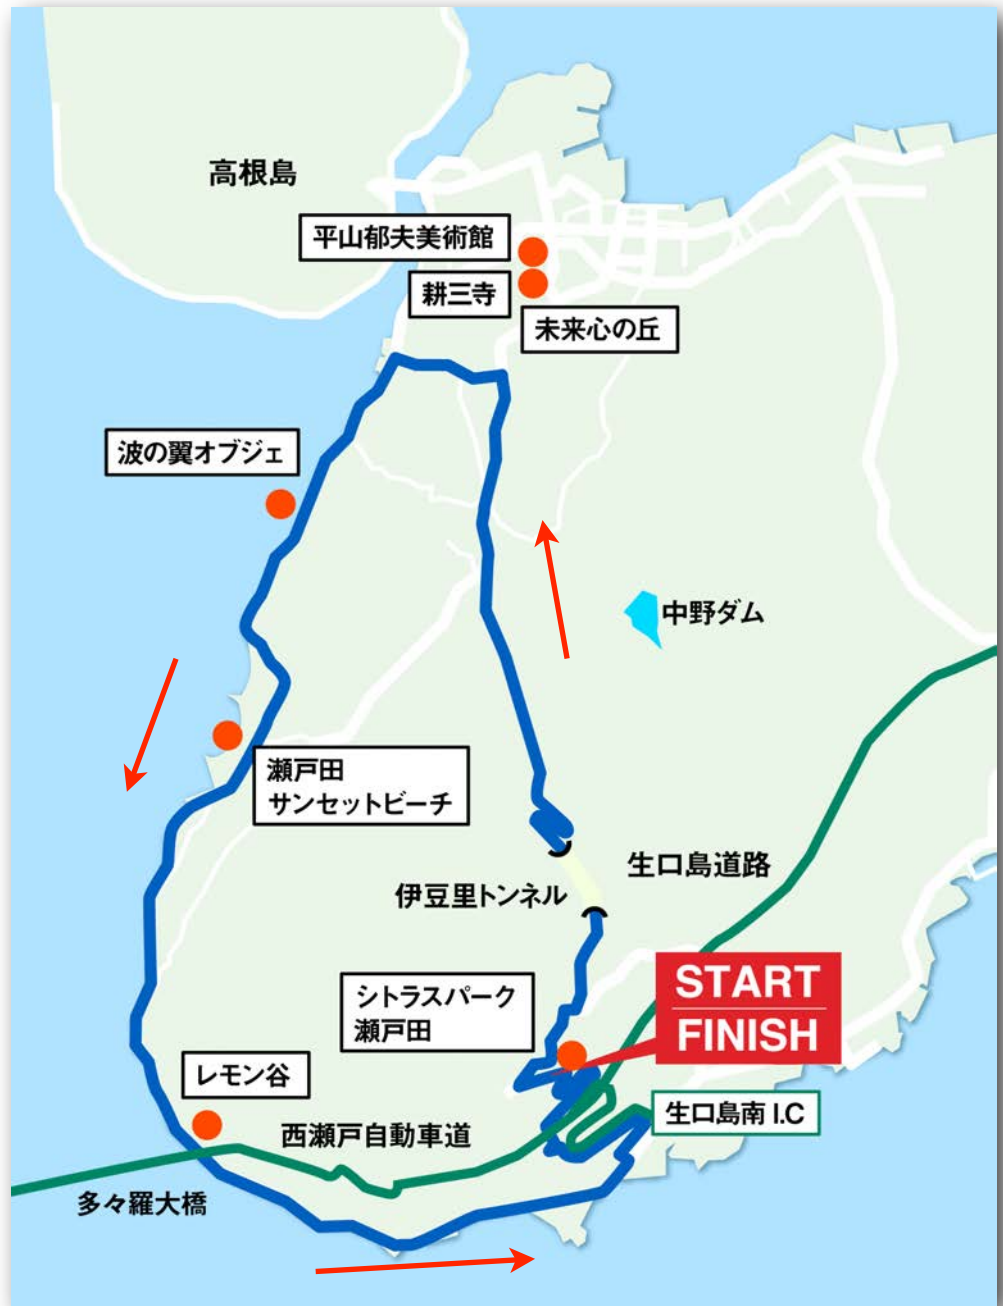 高根島
平山郁夫美術館
耕三寺
未来心の丘
波の翼オブジェ
中野ダム
瀬戸田
サンセットビーチ
生口島道路
伊豆里トンネル
シトラスパーク
瀬戸田
START
FINISH
レモン谷
生口島南 I.C
西瀬戸自動車道
多々羅大橋